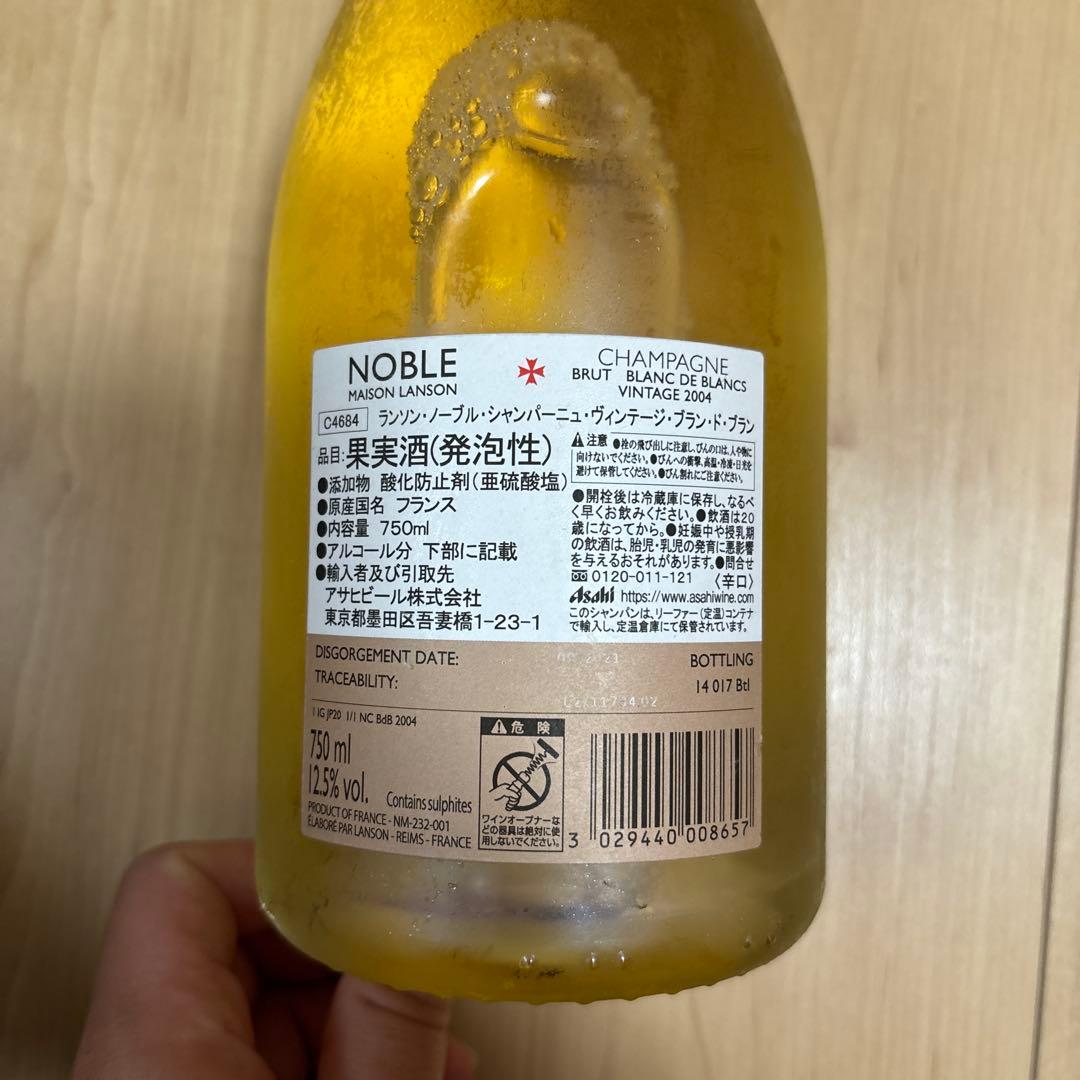 NOBLE
MAISON LANSON
CHAMPAGNE
BRUT BLANC DE BLANCS
VINTAGE 2004
C4684 ランソン・ノーブル・シャンパーニュ・ヴィンテージ・ブラン・ド・ブラン
品目:果実酒(発泡性)
●添加物 酸化防止剤(亜硫酸塩)
●原産国名 フランス
●内容量 750ml
●アルコール分 下部に記載
●輸入者及び引取先
アサヒビール株式会社
東京都墨田区吾妻橋1-23-1
注意 ●栓の飛び出しに注意し、びんの口は、人や物に
向けないでください。●びんへの衝撃、高温・冷凍・日光を
避けて保管してください。●びん割れにご注意ください。
●開栓後は冷蔵庫に保存し、なるべ
く早くお飲みください。●飲酒は20
歳になってから。●妊娠中や授乳期
の飲酒は、胎児・乳児の発育に悪影響
を与えるおそれがあります。●問合せ
0120-011-121 〈辛口〉
Asahi https://www.asahiwine.com
このシャンパンは、リーファー(定温)コンテナ
で輸入し、定温倉庫にて保管されています。
DISGORGEMENT DATE:
TRACEABILITY:
BOTTLING
14 017 Btl
1/1 NC BdB 2004
750 ml
12.5% vol.
Contains sulphites
PRODUCT OF FRANCE - NM-232-001
ÉLABORÉ PAR LANSON - REIMS - FRANCE
危険
ワインオープナーな
どの器具は絶対に使
用しないでください。
3 029440 008657